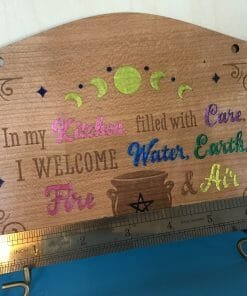 In my Kitchen filled with Care,
I WELCOME Water, Earth,
Fire & Air
1 2 3 4 5